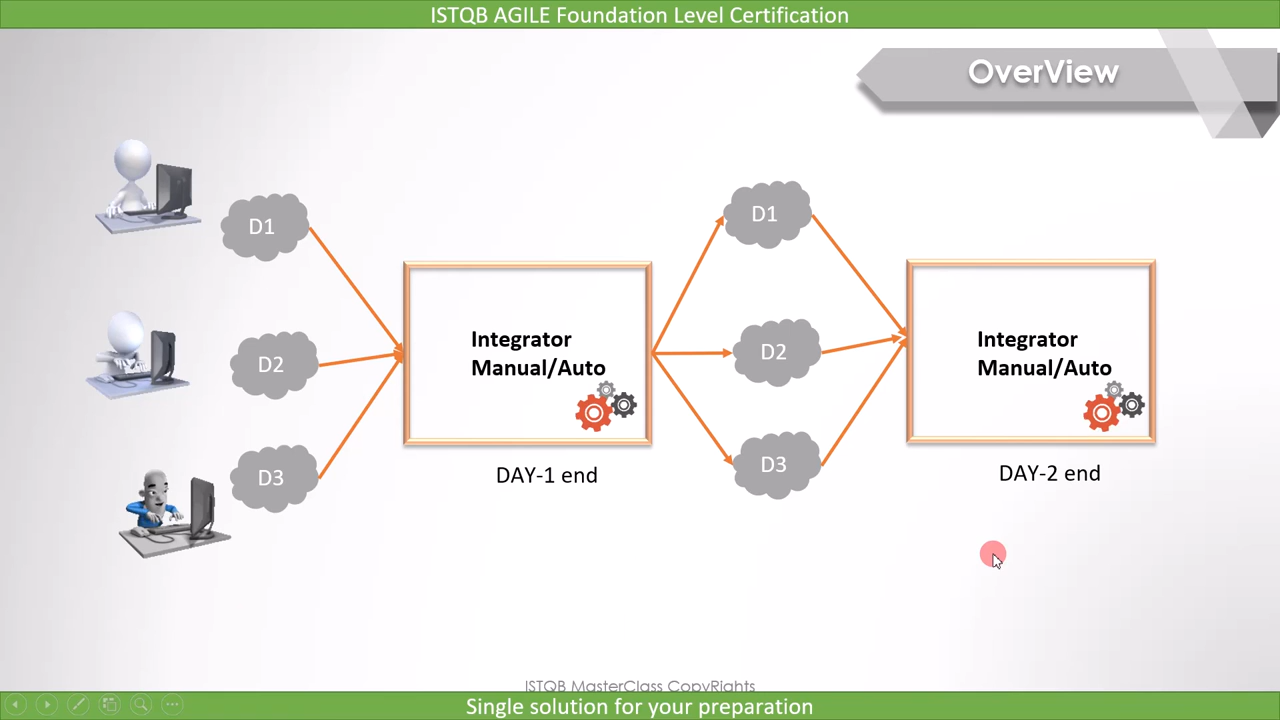 ISTQB AGILE Foundation Level Certification
OverView
D1
D2
D3
Integrator
Manual/Auto
DAY-1 end
D1
D2
D3
Integrator
Manual/Auto
DAY-2 end
ISTQB MasterClass CopyRights
Single solution for your preparation